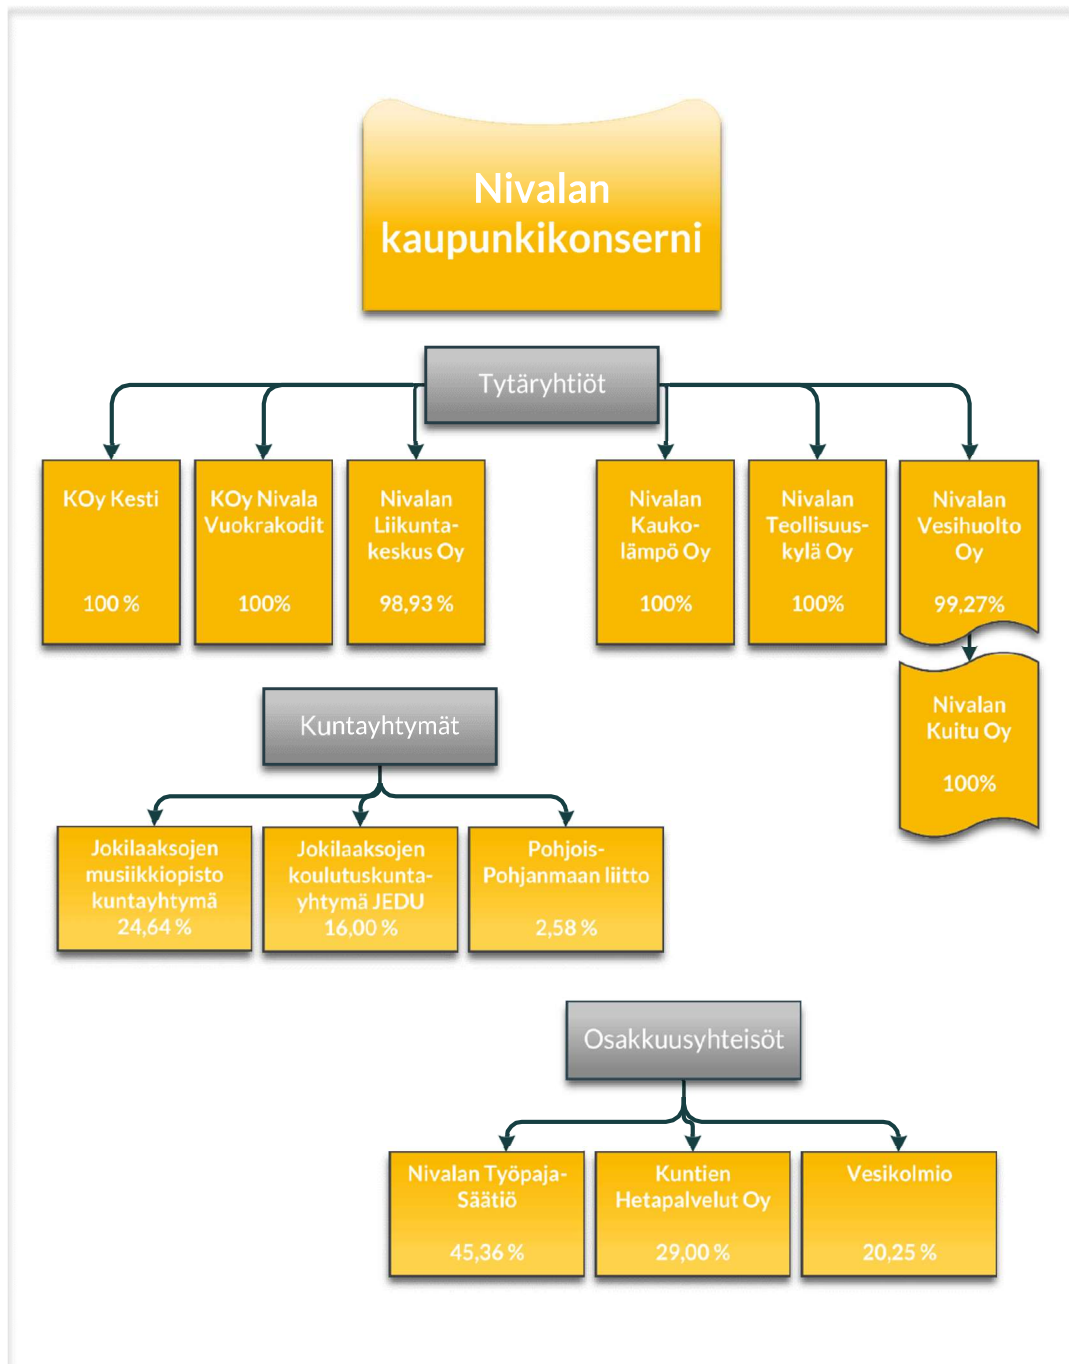 Nivalan
kaupunkikonserni
Tytäryhtiöt
KOy Kesti
100 %
KOy Nivala
Vuokrakodit
100%
Nivalan
Liikunta-
keskus Oy
98,93 %
Nivalan
Kauko-
lämpö Oy
100%
Nivalan
Teollisuus-
kylä Oy
100%
Nivalan
Vesihuolto
Oy
99,27%
Nivalan
Kuitu Oy
100%
Kuntayhtymät
Jokilaaksojen
musiikkiopisto
kuntayhtymä
24,64 %
Jokilaaksojen
koulutuskunta-
yhtymä JEDU
16,00 %
Pohjois-
Pohjanmaan liitto
2,58 %
Osakkuusyhteisöt
Nivalan Työpaja-
Säätiö
45,36 %
Kuntien
Hetapalvelut Oy
29,00 %
Vesikolmio
20,25 %